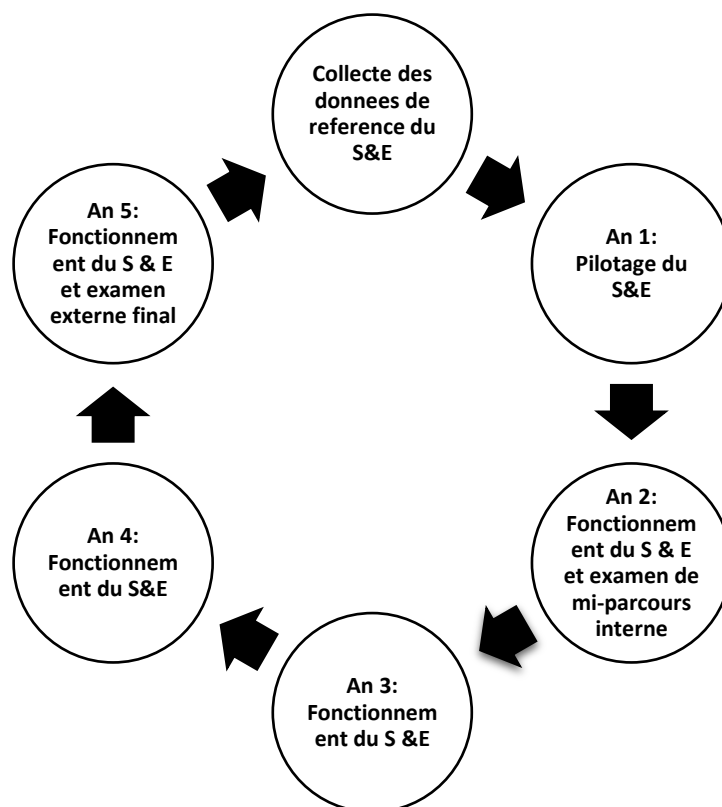 Collecte des
donnees de
reference du
S&E
An 1:
Pilotage du
S&E
An 2:
Fonctionnem
ent du S & E
et examen de
mi-parcours
interne
An 3:
Fonctionnem
ent du S &E
An 4:
Fonctionnem
ent du S&E
An 5:
Fonctionnem
ent du S & E
et examen
externe final